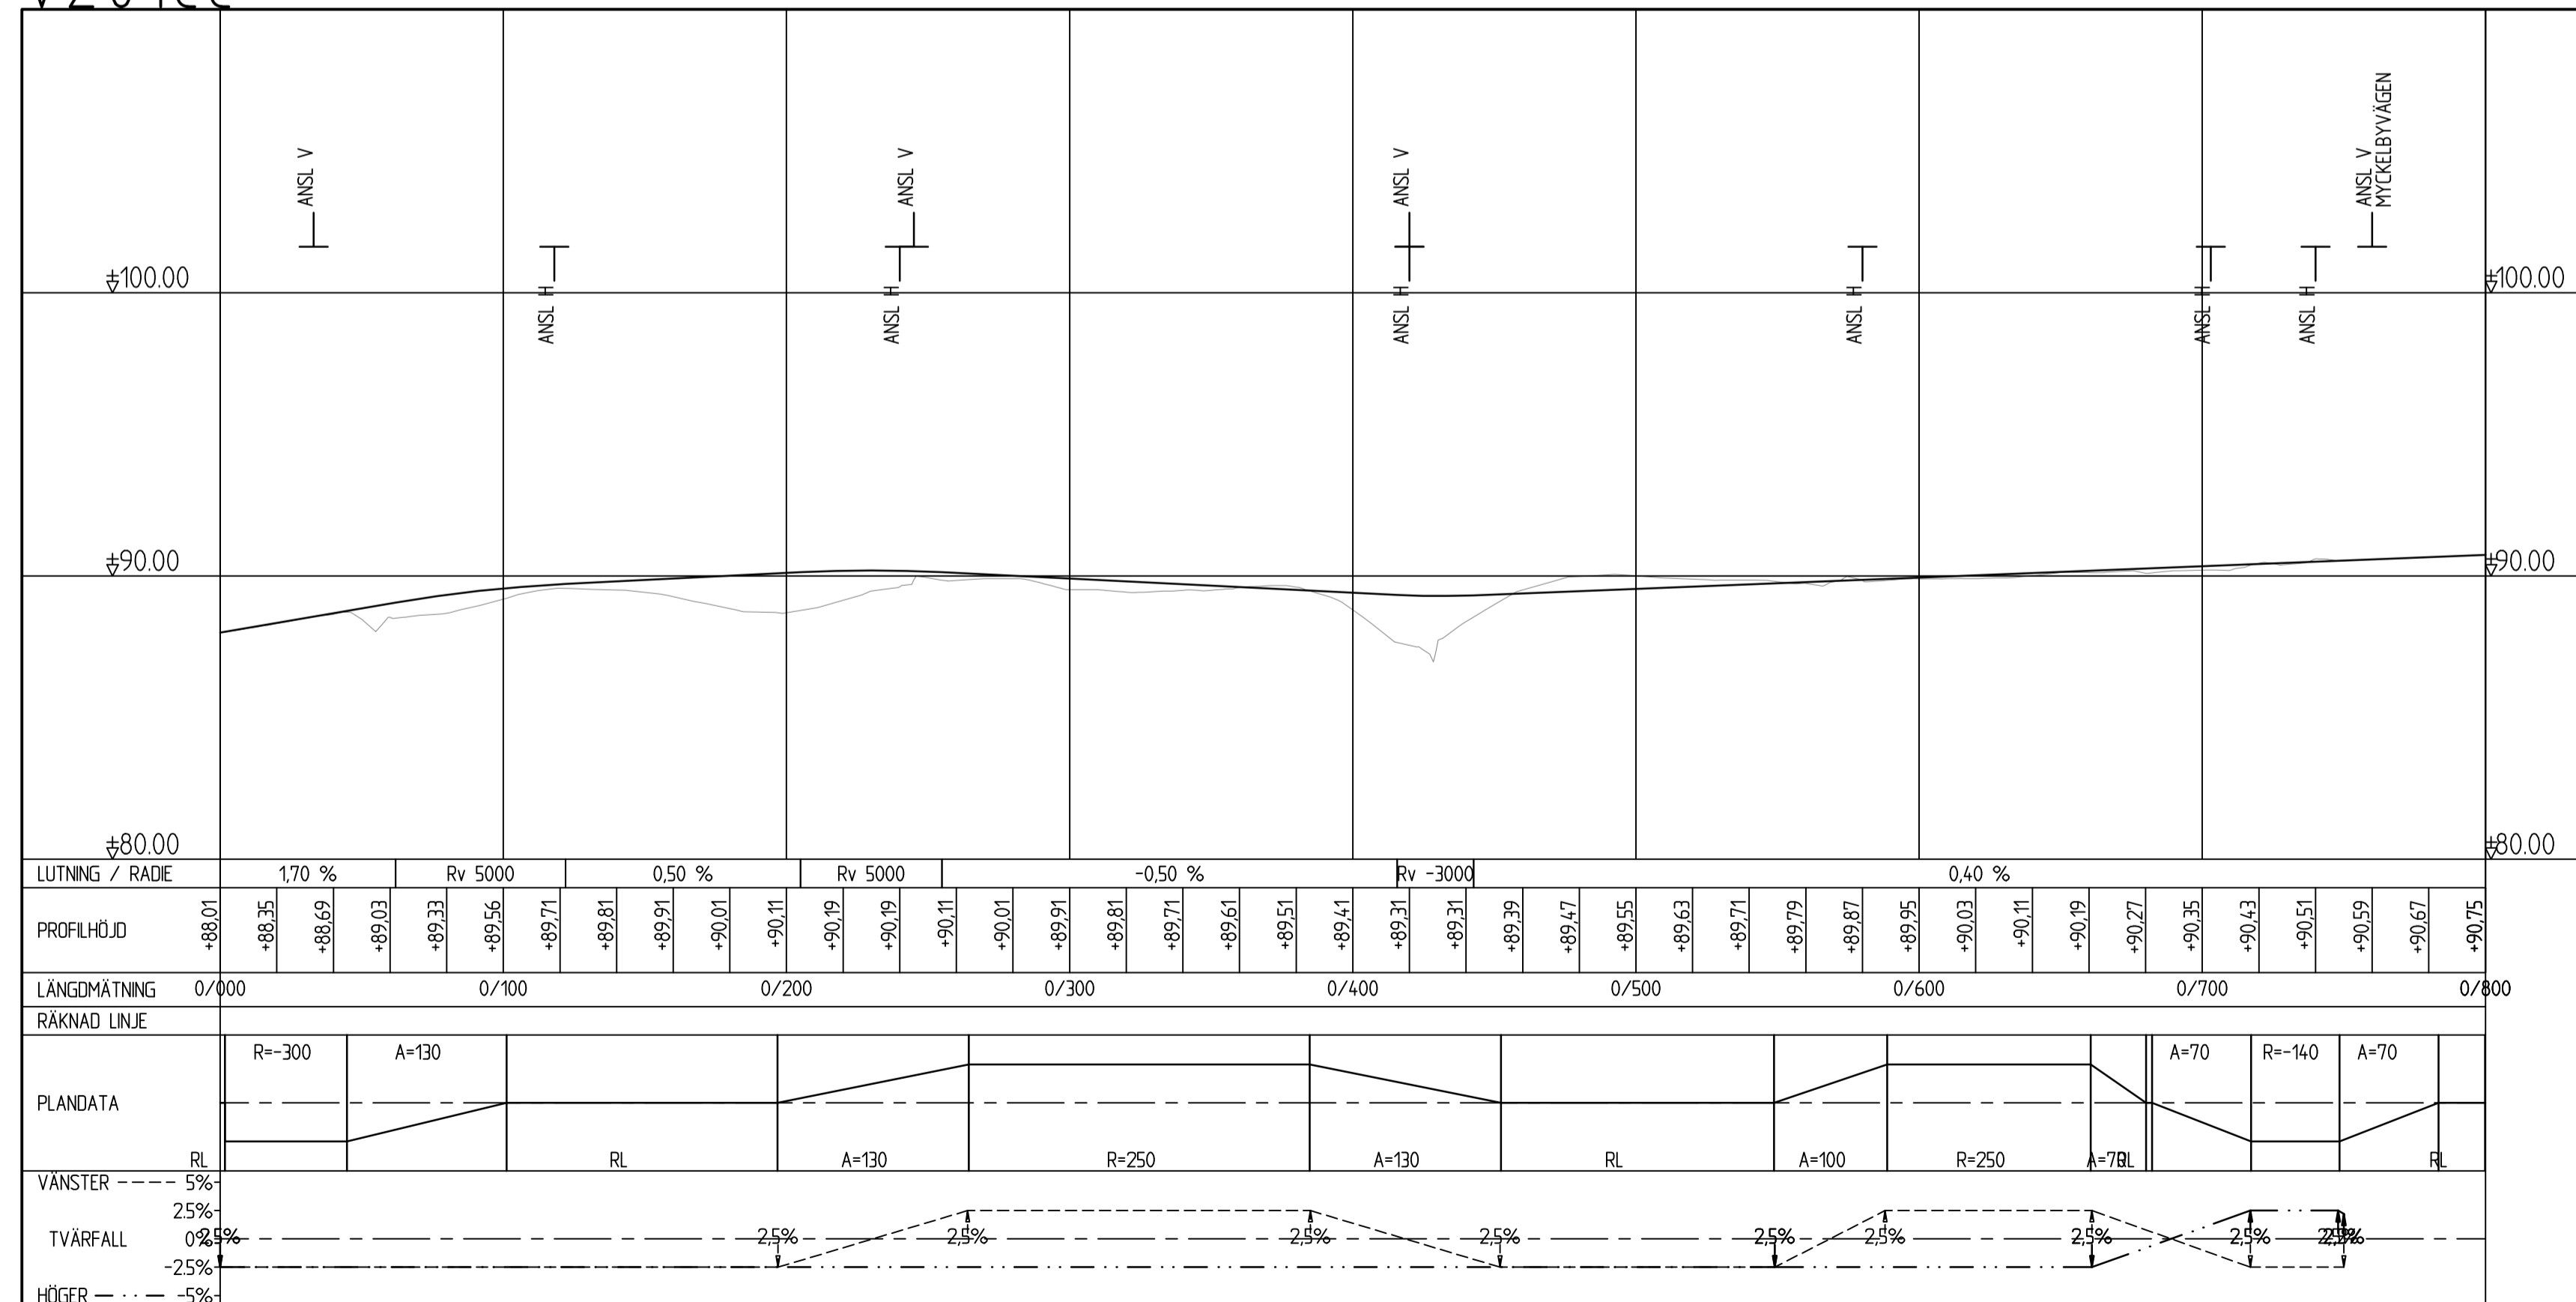 ANSL V
ANSL V
ANSL V
ANSL V
MYCKELBYVÄGEN
±100.00
±100.00
ANSL H
ANSL H
ANSL H
ANSL H
ANSL H
ANSL H
±90.00
±90.00
±80.00
±80.00
LUTNING / RADIE 1,70 % Rv 5000 0,50 % Rv 5000 -0,50 % Rv -3000 0,40 %
PROFILHÖJD +88,01 +88,35 +88,69 +89,03 +89,33 +89,56 +89,71 +89,81 +89,91 +90,01 +90,11 +90,19 +90,19 +90,11 +90,01 +89,91 +89,81 +89,71 +89,61 +89,51 +89,41 +89,31 +89,31 +89,39 +89,47 +89,55 +89,63 +89,71 +89,79 +89,87 +89,95 +90,03 +90,11 +90,19 +90,27 +90,35 +90,43 +90,51 +90,59 +90,67 +90,75
LÄNGDMÄTNING 0/000 0/100 0/200 0/300 0/400 0/500 0/600 0/700 0/800
RÄKNAD LINJE
R=-300 A=130 A=70 R=-140 A=70
PLANDATA
RL RL A=130 R=250 A=130 RL A=100 R=250 A=70 RL RL
VÄNSTER 5%
2.5%
TVÄRFALL 0% 2,5% 2,5% 2,5% 2,5% 2,5% 2,5% 2,5% 2,5% 2,5%
-2.5%
HÖGER -5%